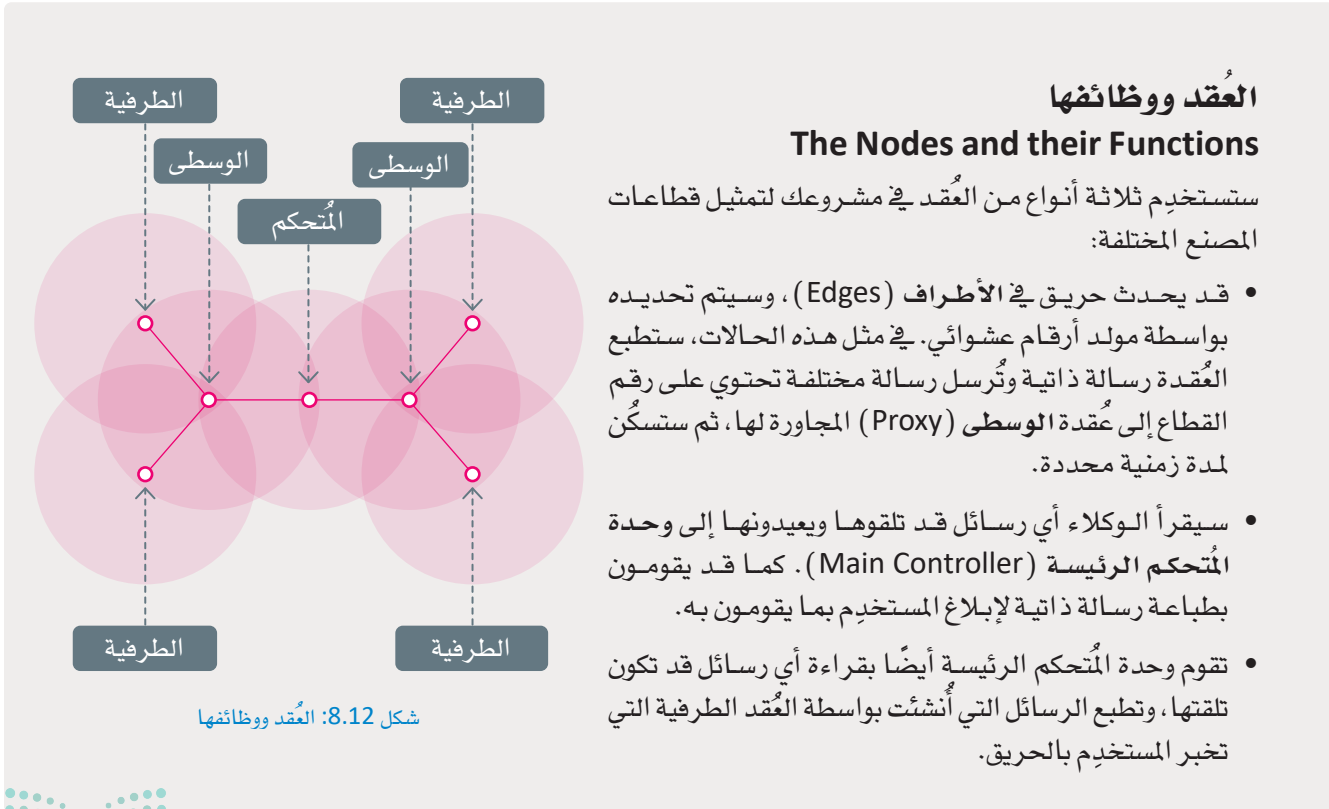 العُقد ووظائفها
The Nodes and their Functions
ستستخدِم ثلاثة أنواع من العُقد في مشروعك لتمثيل قطاعات
المصنع المختلفة:
• قد يحدث حريق في الأطراف (Edges)، وسيتم تحديده
بواسطة مولد أرقام عشوائي. في مثل هذه الحالات، ستطبع
العُقدة رسالة ذاتية وتُرسل رسالة مختلفة تحتوي على رقم
القطاع إلى عُقدة الوسطى (Proxy) المجاورة لها، ثم ستسكُن
لمدة زمنية محددة.
• سيقرأ الوكلاء أي رسائل قد تلقوها ويعيدونها إلى وحدة
المُتحكم الرئيسة (Main Controller). كما قد يقومون
بطباعة رسالة ذاتية لإبلاغ المستخدِم بما يقومون به.
• تقوم وحدة المُتحكم الرئيسة أيضًا بقراءة أي رسائل قد تكون
تلقتها، وتطبع الرسائل التي أُنشئت بواسطة العُقد الطرفية التي
تخبر المستخدِم بالحريق.
الطرفية
الطرفية
الوسطى
الوسطى
المُتحكم
الطرفية
الطرفية
شكل 8.12: العُقد ووظائفها